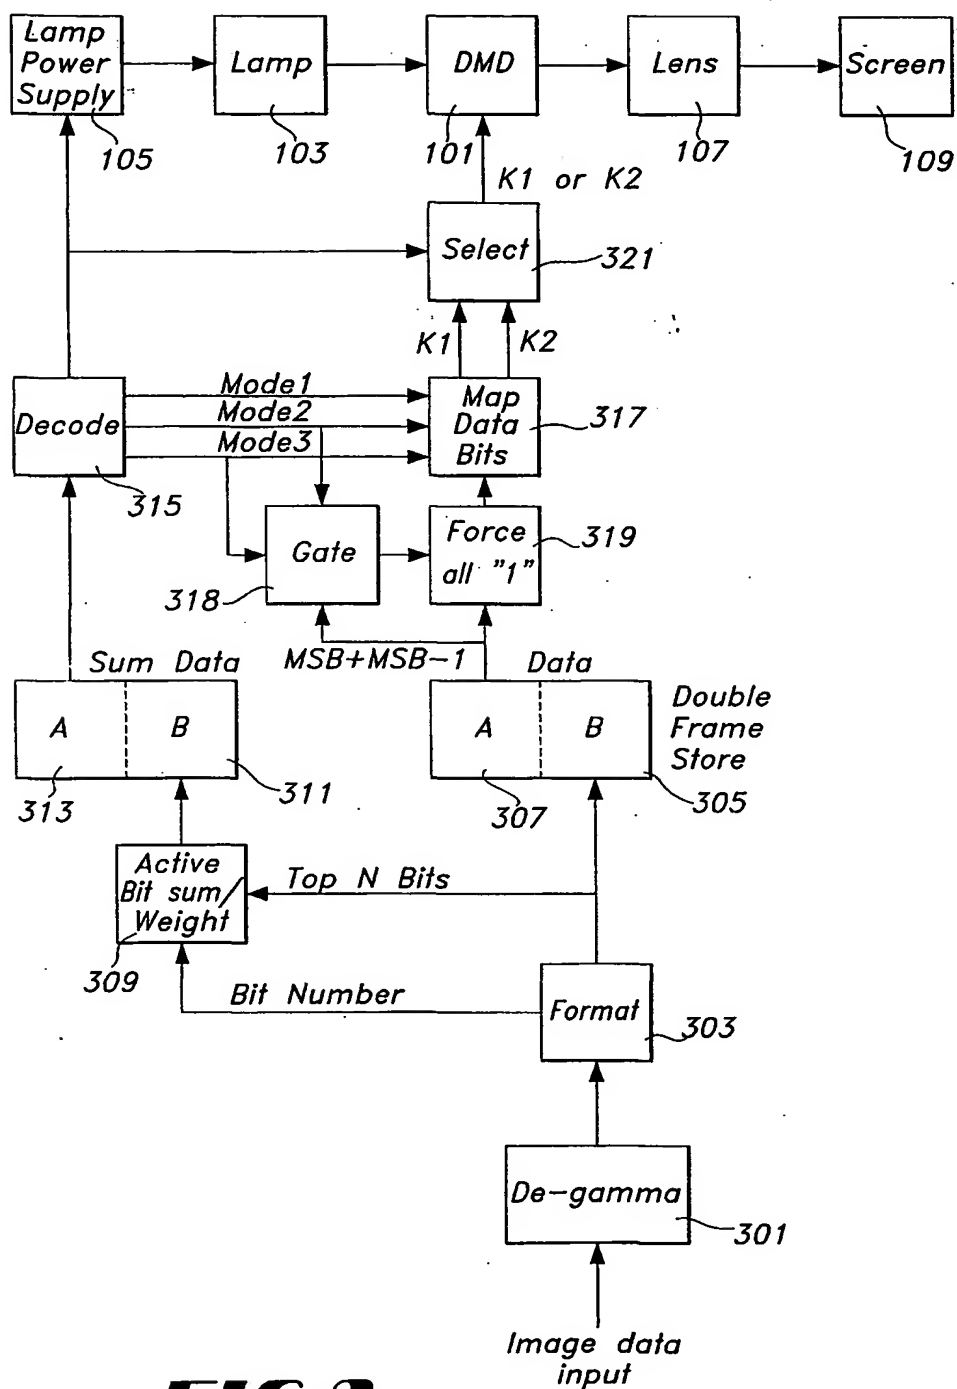 Lamp
Power
Supply
Lamp
DMD
Lens
Screen
105
103
101
107
109
K1 or K2
Select
321
K1
K2
Decode
Mode1
Mode2
Mode3
Map
Data
Bits
317
315
Gate
Force
all "1"
319
318
MSB+MSB-1
Sum Data
Data
A
B
A
B
Double
Frame
Store
313
311
307
305
Active
Bit sum/
Weight
Top N Bits
309
Bit Number
Format
303
De-gamma
301
Image data
input